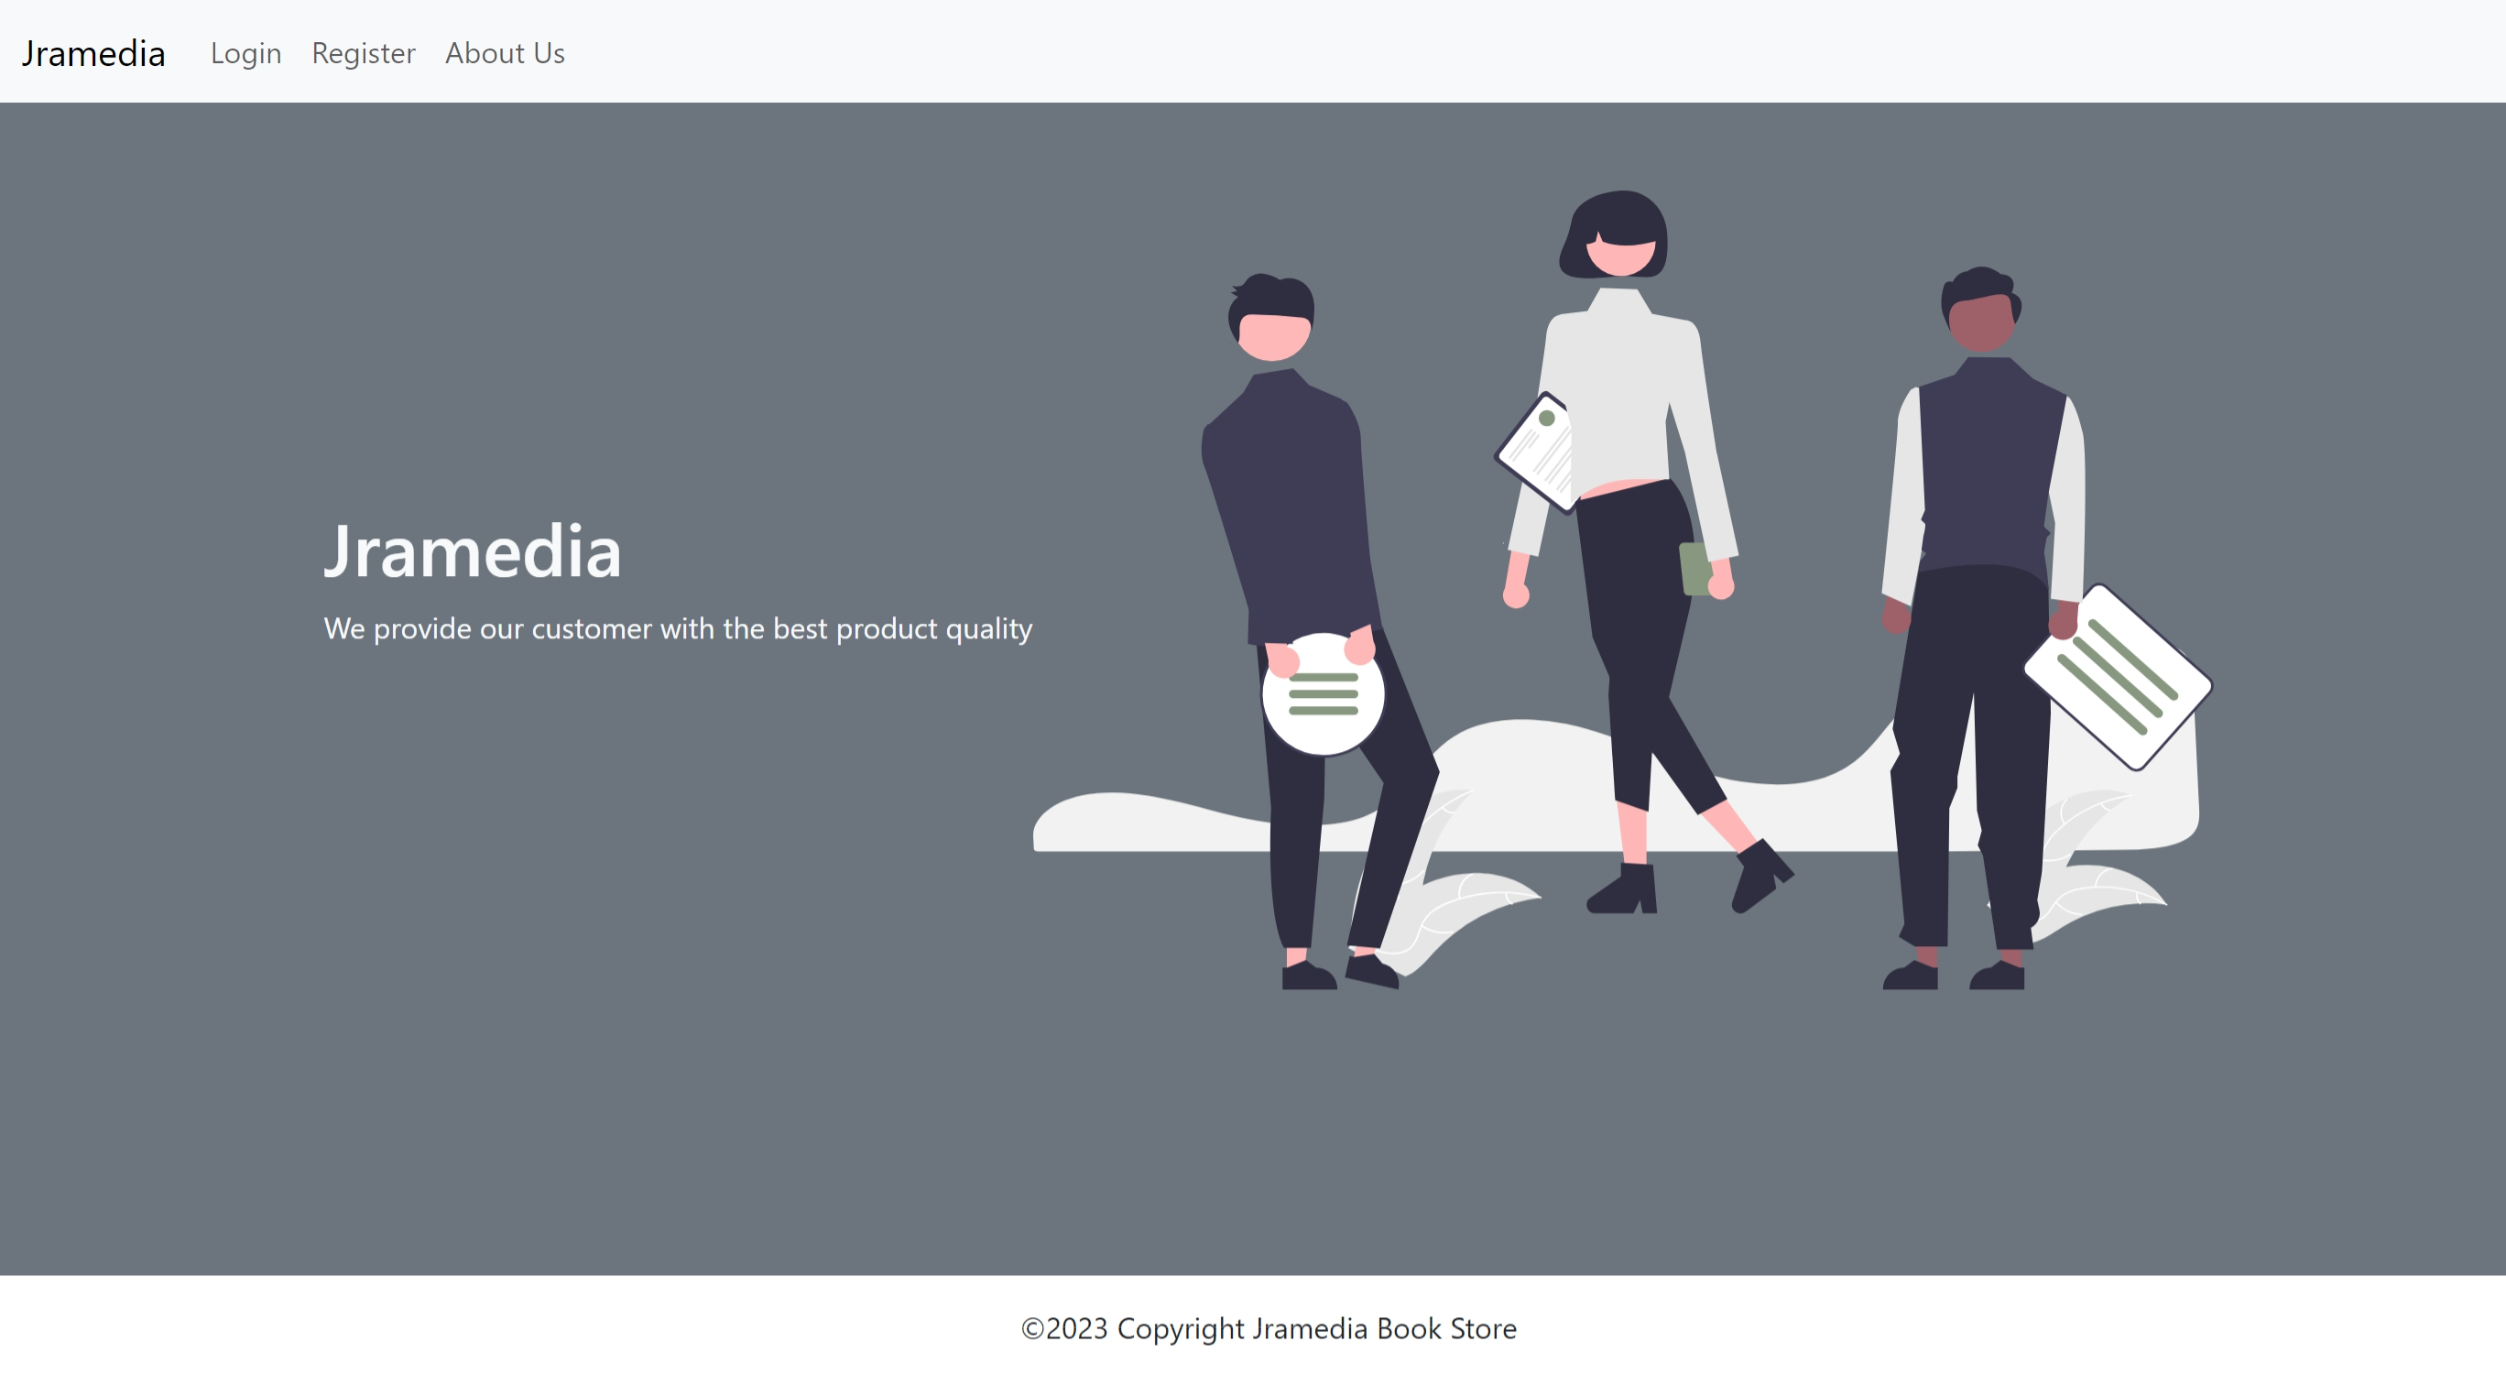 Jramedia Login Register About Us
Jramedia
We provide our customer with the best product quality
©2023 Copyright Jramedia Book Store